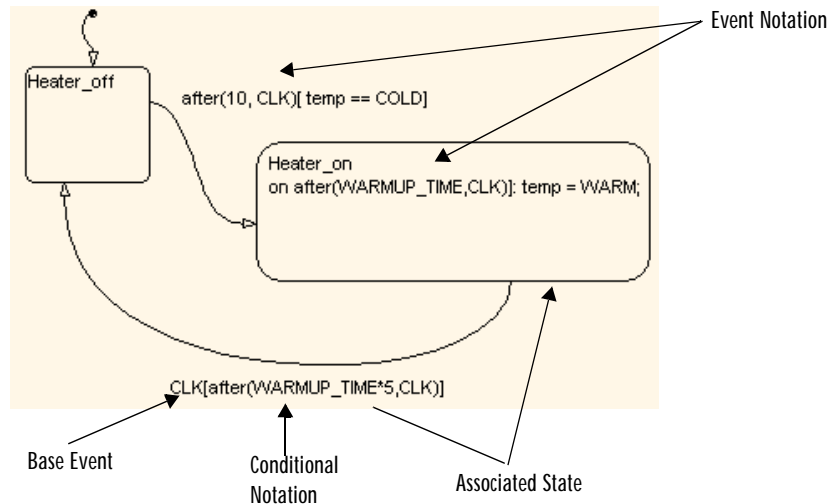 Event Notation
Heater_off
after(10, CLK)[ temp == COLD]
Heater_on
on after(WARMUP_TIME,CLK)]: temp = WARM;
CLK[after(WARMUP_TIME*5,CLK)]
Base Event
Conditional
Notation
Associated State